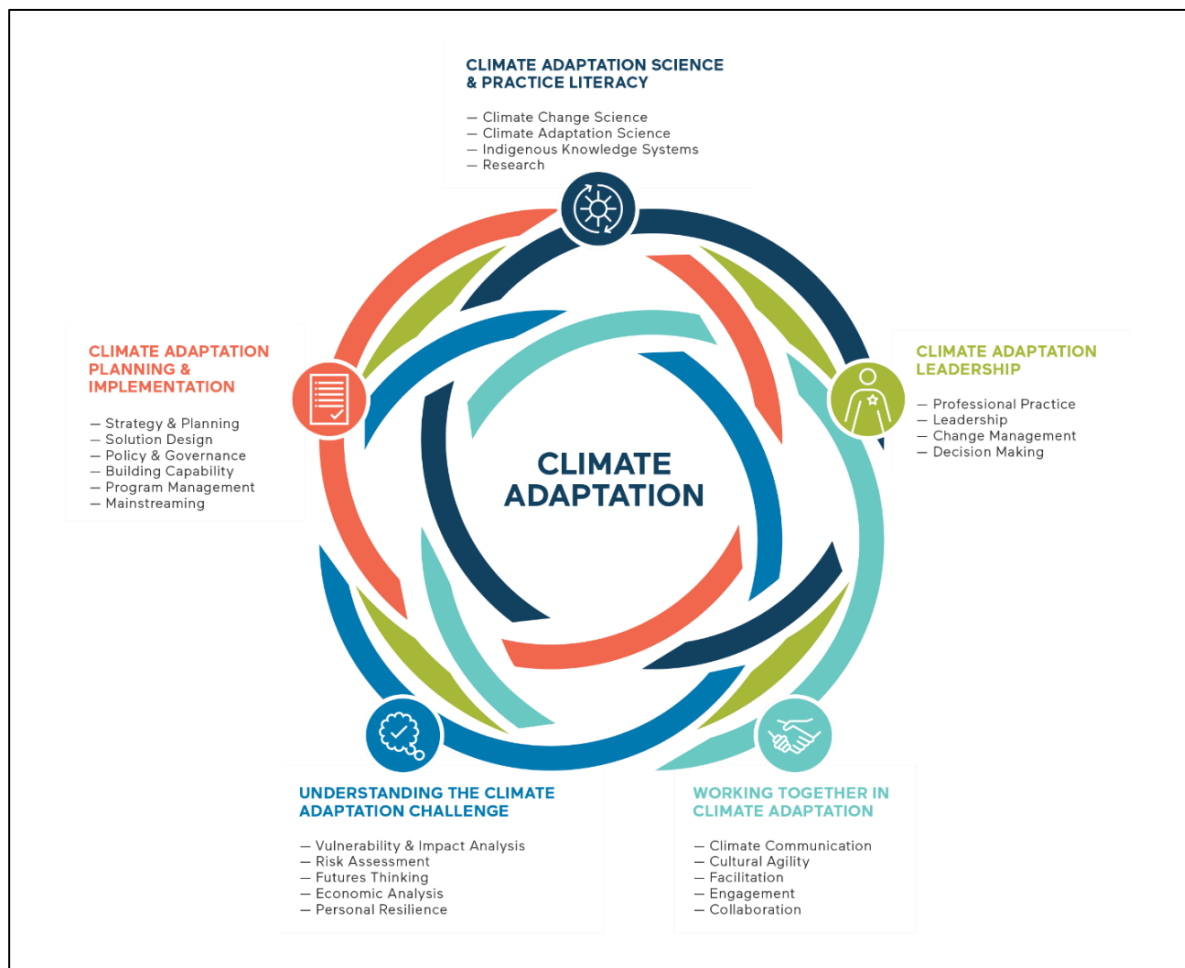 CLIMATE ADAPTATION SCIENCE
& PRACTICE LITERACY
— Climate Change Science
— Climate Adaptation Science
— Indigenous Knowledge Systems
— Research
CLIMATE ADAPTATION
PLANNING &
IMPLEMENTATION
— Strategy & Planning
— Solution Design
— Policy & Governance
— Building Capability
— Program Management
— Mainstreaming
CLIMATE ADAPTATION
LEADERSHIP
— Professional Practice
— Leadership
— Change Management
— Decision Making
CLIMATE
ADAPTATION
UNDERSTANDING THE CLIMATE
ADAPTATION CHALLENGE
— Vulnerability & Impact Analysis
— Risk Assessment
— Futures Thinking
— Economic Analysis
— Personal Resilience
WORKING TOGETHER IN
CLIMATE ADAPTATION
— Climate Communication
— Cultural Agility
— Facilitation
— Engagement
— Collaboration